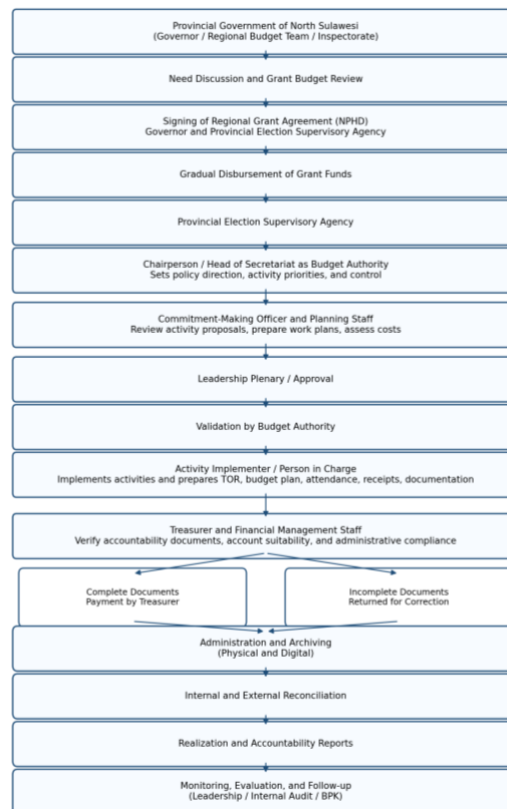 Provincial Government of North Sulawesi
(Governor / Regional Budget Team / Inspectorate)
Need Discussion and Grant Budget Review
Signing of Regional Grant Agreement (NPHD)
Governor and Provincial Election Supervisory Agency
Gradual Disbursement of Grant Funds
Provincial Election Supervisory Agency
Chairperson / Head of Secretariat as Budget Authority
Sets policy direction, activity priorities, and control
Commitment-Making Officer and Planning Staff
Review activity proposals, prepare work plans, assess costs
Leadership Plenary / Approval
Validation by Budget Authority
Activity Implementer / Person in Charge
Implements activities and prepares TOR, budget plan, attendance, receipts, documentation
Treasurer and Financial Management Staff
Verify accountability documents, account suitability, and administrative compliance
Complete Documents
Payment by Treasurer
Incomplete Documents
Returned for Correction
Administration and Archiving
(Physical and Digital)
Internal and External Reconciliation
Realization and Accountability Reports
Monitoring, Evaluation, and Follow-up
(Leadership / Internal Audit / BPK)